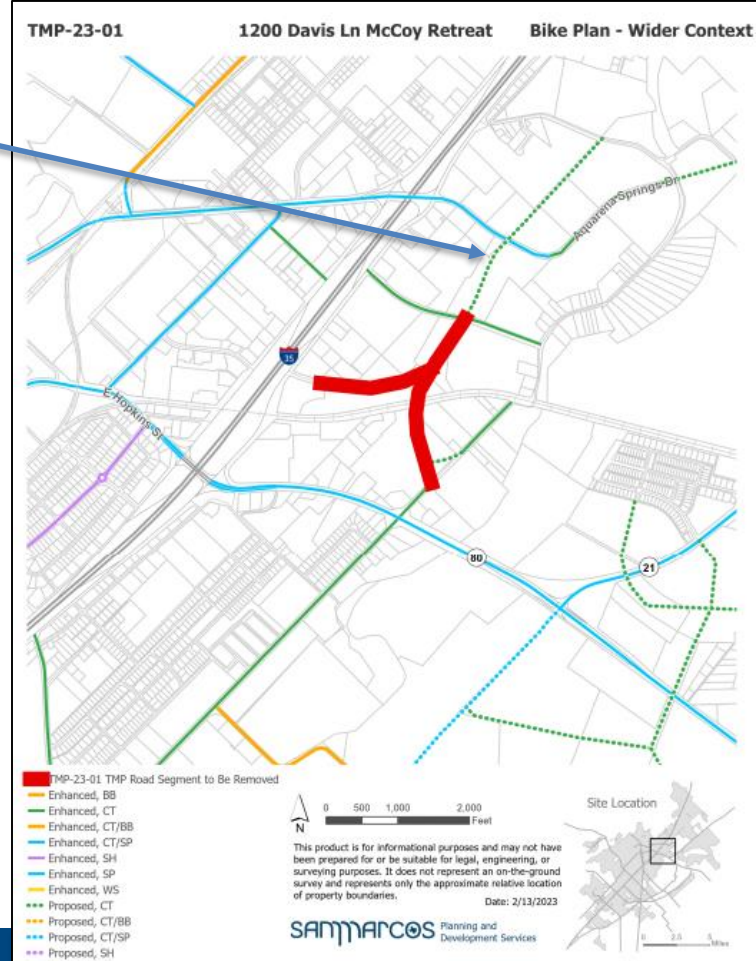 TMP-23-01 1200 Davis Ln McCoy Retreat Bike Plan - Wider Context
Aquarena Springs Dr
35
E Hopkins St
80
21
TMP-23-01 TMP Road Segment to Be Removed
Enhanced, BB
Enhanced, CT
Enhanced, CT/BB
Enhanced, CT/SP
Enhanced, SH
Enhanced, SP
Enhanced, WS
Proposed, CT
Proposed, CT/BB
Proposed, CT/SP
Proposed, SH
N
0 500 1,000 2,000
Feet
This product is for informational purposes and may not have
been prepared for or be suitable for legal, engineering, or
surveying purposes. It does not represent an on-the-ground
survey and represents only the approximate relative location
of property boundaries.
Date: 2/13/2023
SANMARCOS Planning and
Development Services
Site Location
0 2.5 5
Miles